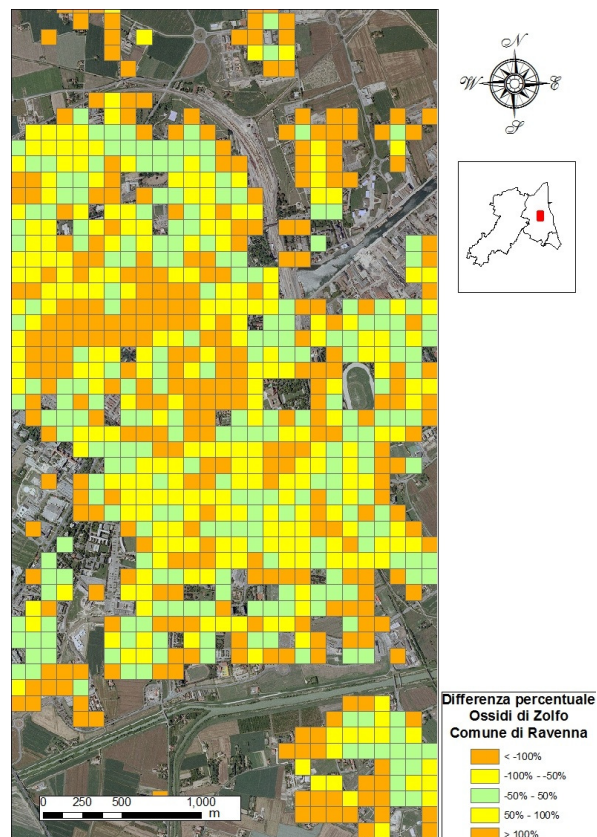 N
W
E
S
Differenza percentuale
Ossidi di Zolfo
Comune di Ravenna
< -100%
-100% - -50%
-50% - 50%
50% - 100%
> 100%
0 250 500 1,000
m